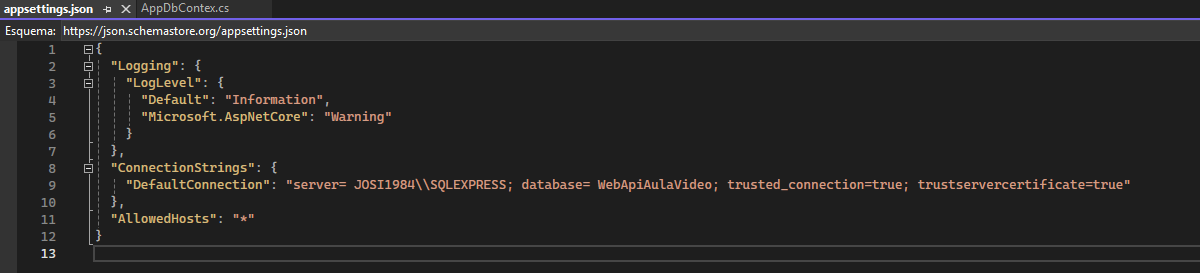 appsettings.json AppDbContex.cs
Esquema: https://json.schemastore.org/appsettings.json
1 {
2 "Logging": {
3 "LogLevel": {
4 "Default": "Information",
5 "Microsoft.AspNetCore": "Warning"
6 }
7 },
8 "ConnectionStrings": {
9 "DefaultConnection": "server= JOSI1984\\SQLEXPRESS; database= WebApiAulaVideo; trusted_connection=true; trustservercertificate=true"
10 },
11 "AllowedHosts": "*"
12 }
13